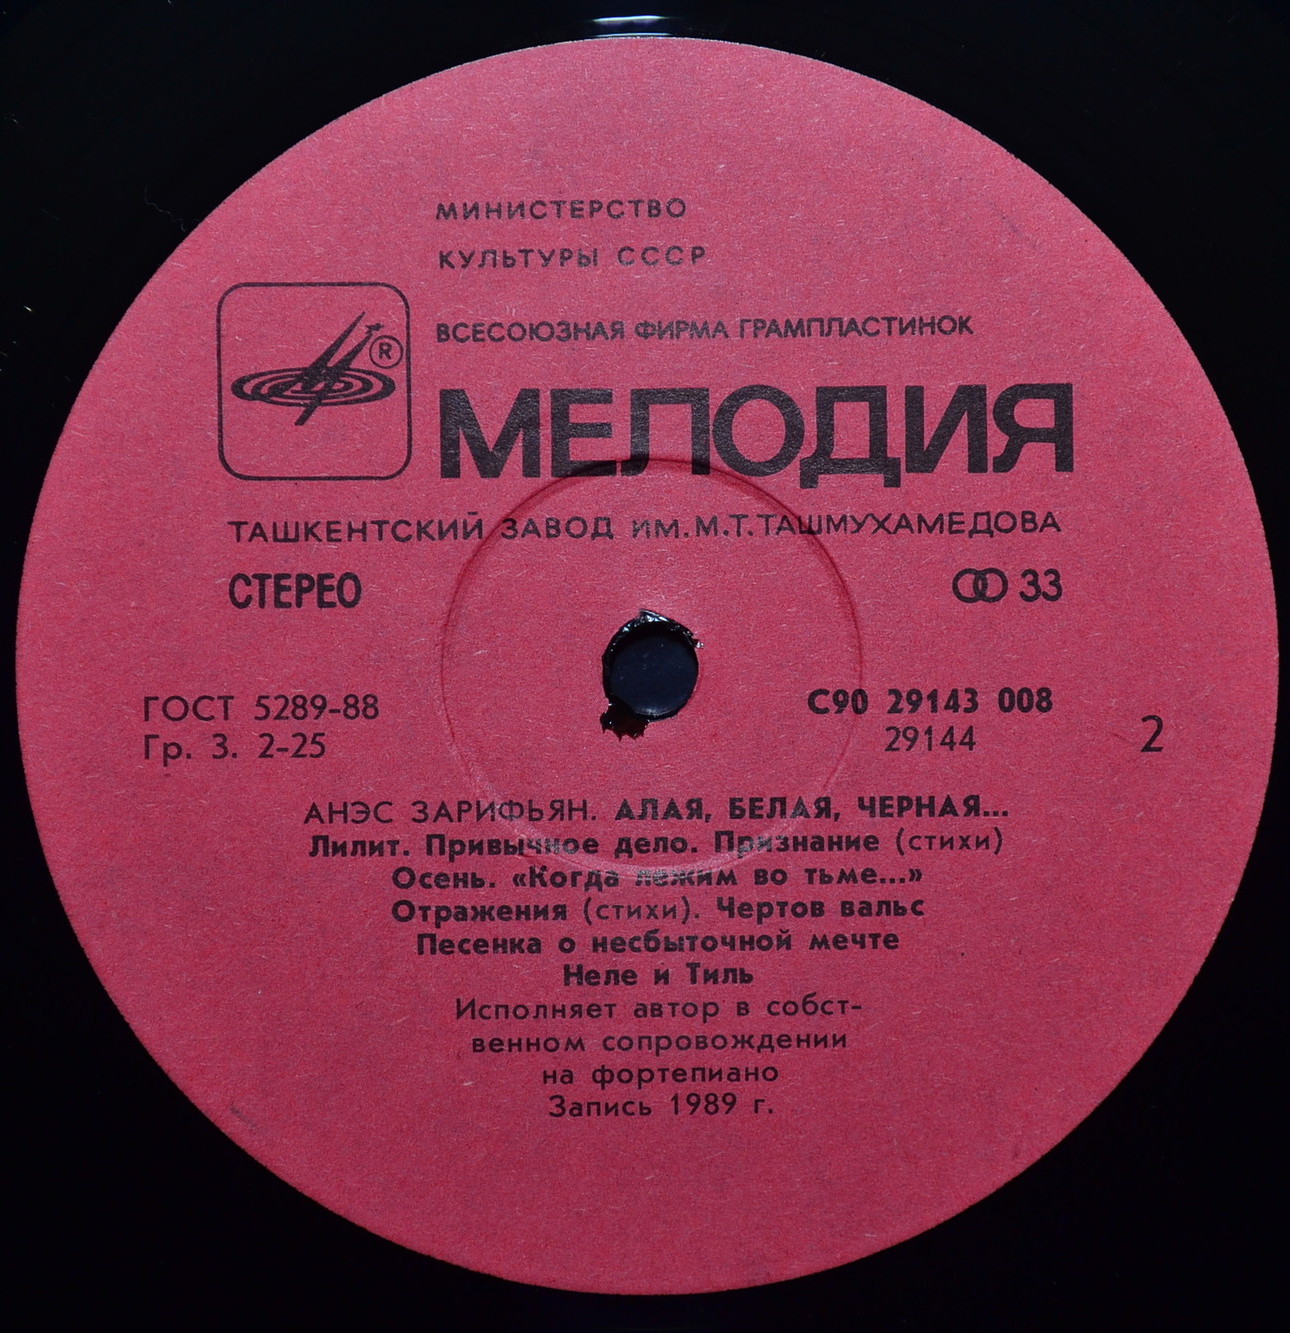 МИНИСТЕРСТВО
КУЛЬТУРЫ СССР
ВСЕСОЮЗНАЯ ФИРМА ГРАМПЛАСТИНОК
®
МЕЛОДИЯ
ТАШКЕНТСКИЙ ЗАВОД ИМ. М.Т.ТАШМУХАМЕДОВА
СТЕРЕО 33
ГОСТ 5289-88 С90 29143 008
Гр. 3. 2-25 29144 2
АНЭС ЗАРИФЬЯН. АЛАЯ, БЕЛАЯ, ЧЕРНАЯ...
Лилит. Привычное дело. Признание (стихи)
Осень. «Когда лежим во тьме...»
Отражения (стихи). Чертов вальс
Песенка о несбыточной мечте
Неле и Тиль
Исполняет автор в собст-
венном сопровождении
на фортепиано
Запись 1989 г.